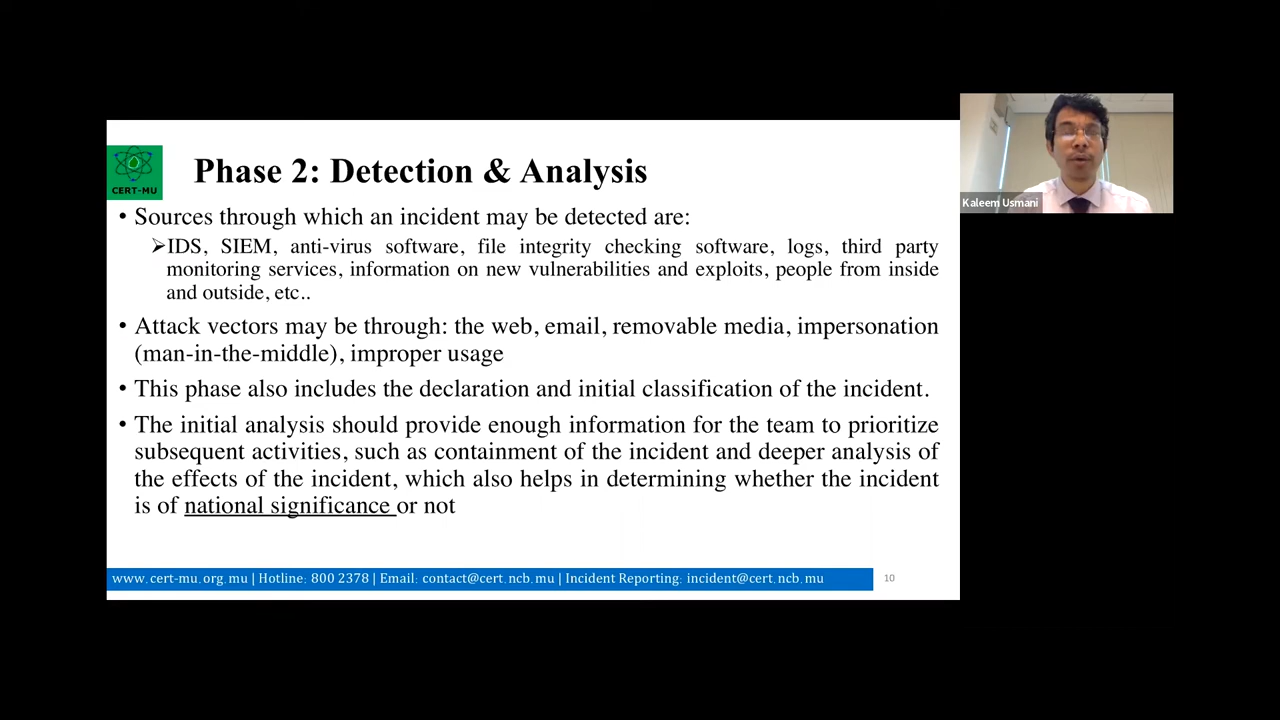 Phase 2: Detection & Analysis
CERT-MU
• Sources through which an incident may be detected are:
➢IDS, SIEM, anti-virus software, file integrity checking software, logs, third party
monitoring services, information on new vulnerabilities and exploits, people from inside
and outside, etc..
• Attack vectors may be through: the web, email, removable media, impersonation
(man-in-the-middle), improper usage
• This phase also includes the declaration and initial classification of the incident.
• The initial analysis should provide enough information for the team to prioritize
subsequent activities, such as containment of the incident and deeper analysis of
the effects of the incident, which also helps in determining whether the incident
is of national significance or not
www.cert-mu.org.mu | Hotline: 800 2378 | Email: contact@cert.ncb.mu | Incident Reporting: incident@cert.ncb.mu
10
Kaleem Usmani